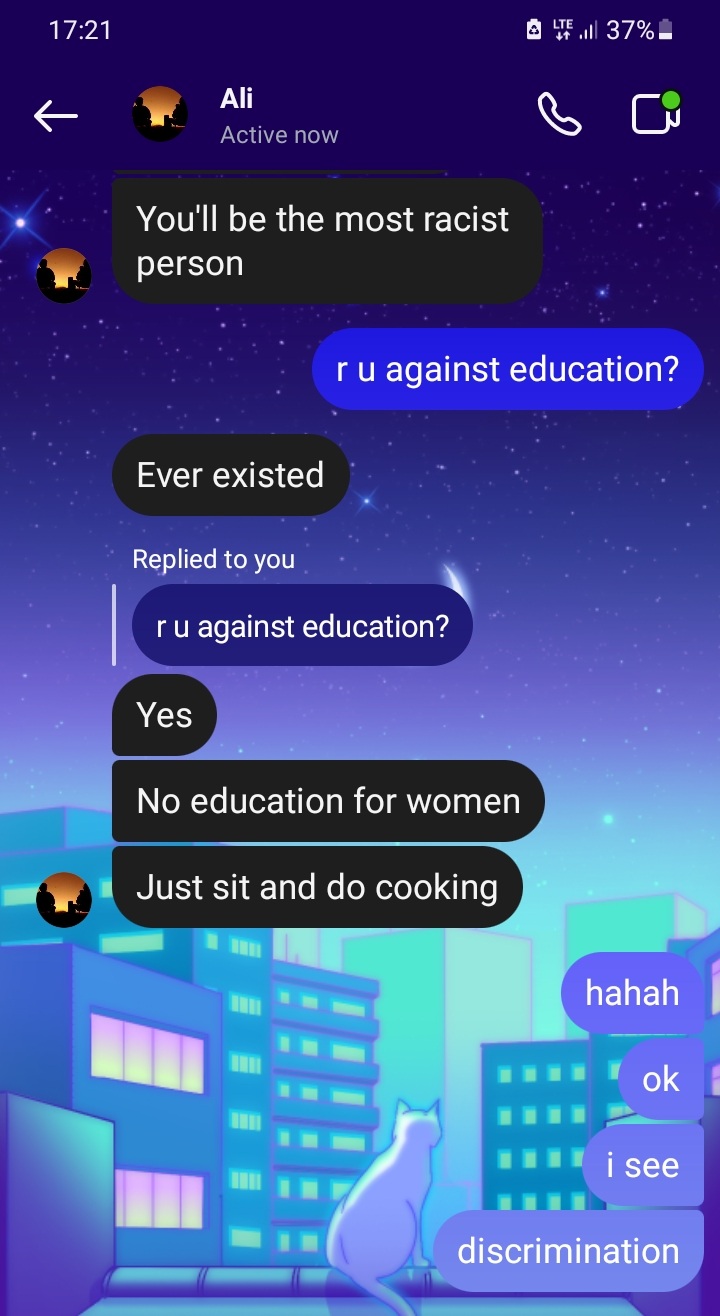 17:21
LTE
37%
Ali
Active now
You'll be the most racist
person
r u against education?
Ever existed
Replied to you
r u against education?
Yes
No education for women
Just sit and do cooking
hahah
ok
i see
discrimination